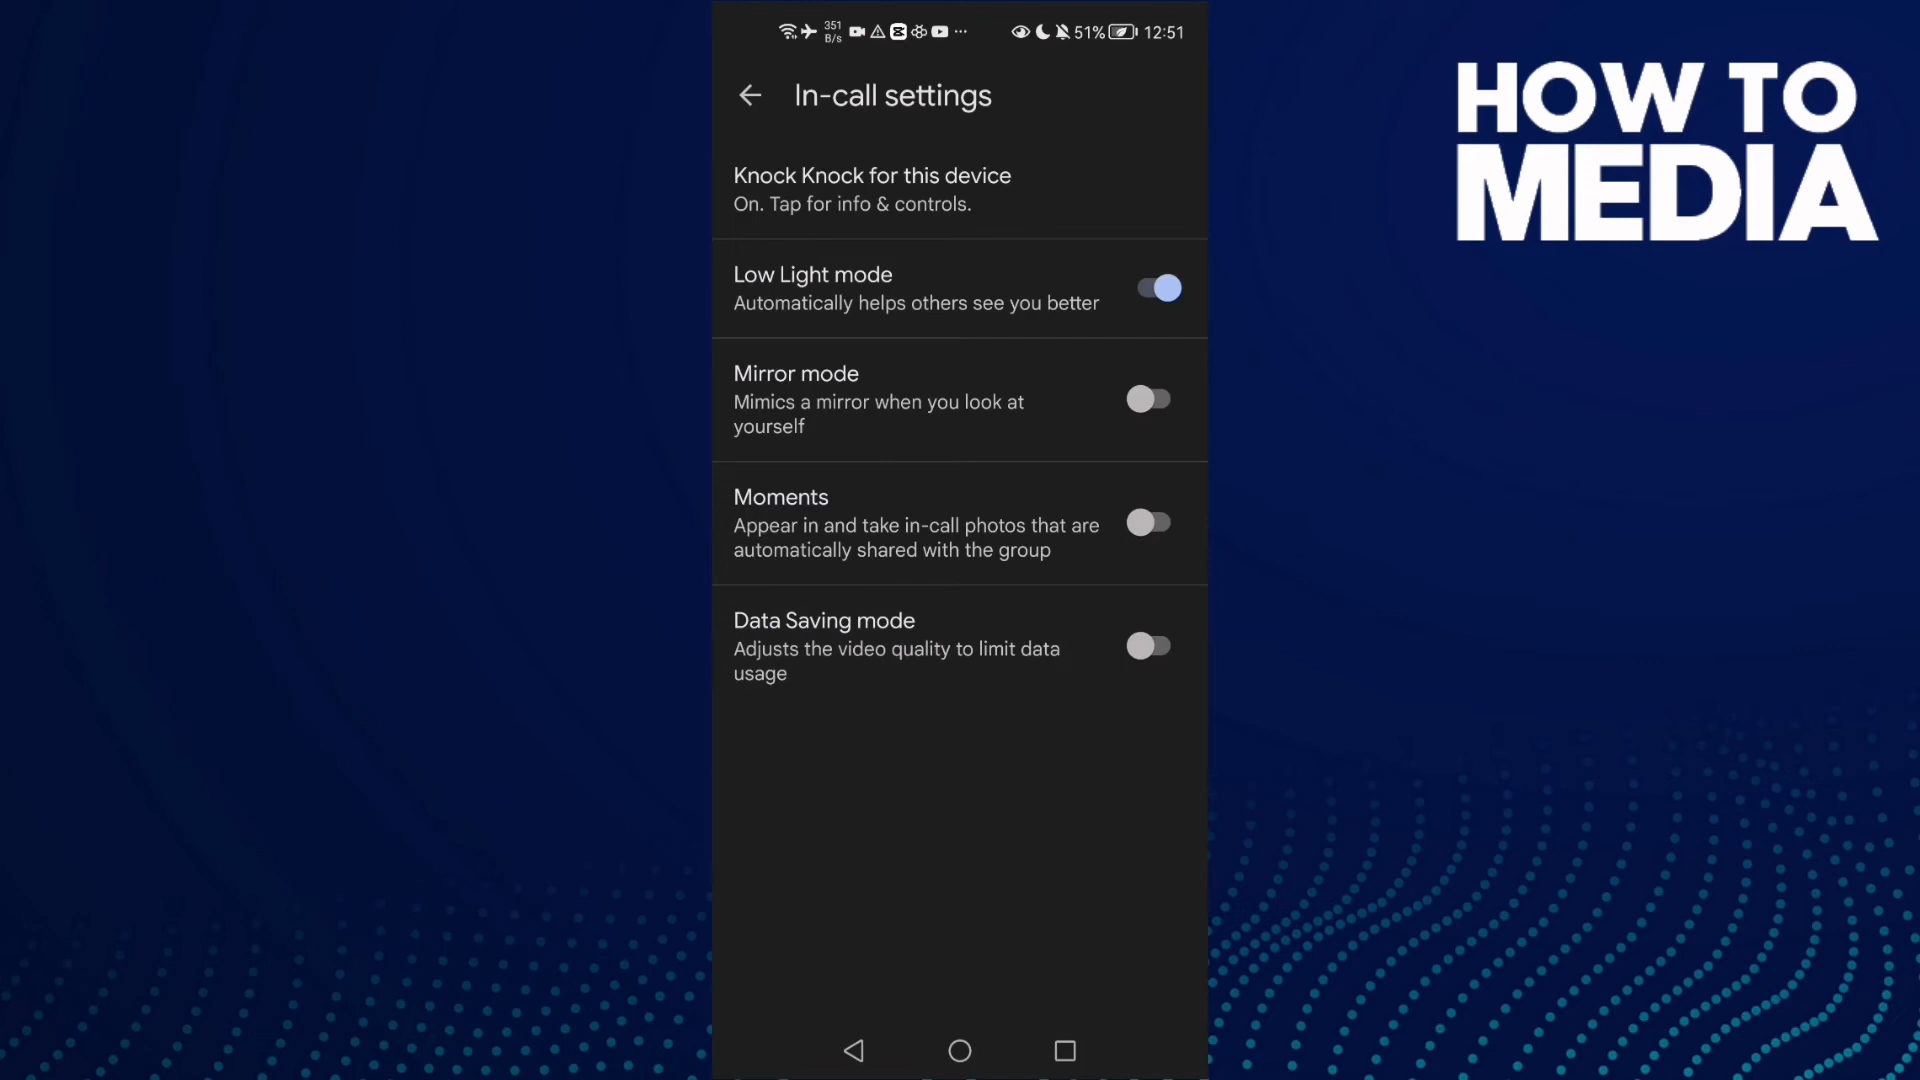 351
B/s
51%
12:51
In-call settings
Knock Knock for this device
On. Tap for info & controls.
Low Light mode
Automatically helps others see you better
Mirror mode
Mimics a mirror when you look at
yourself
Moments
Appear in and take in-call photos that are
automatically shared with the group
Data Saving mode
Adjusts the video quality to limit data
usage
HOW TO
MEDIA